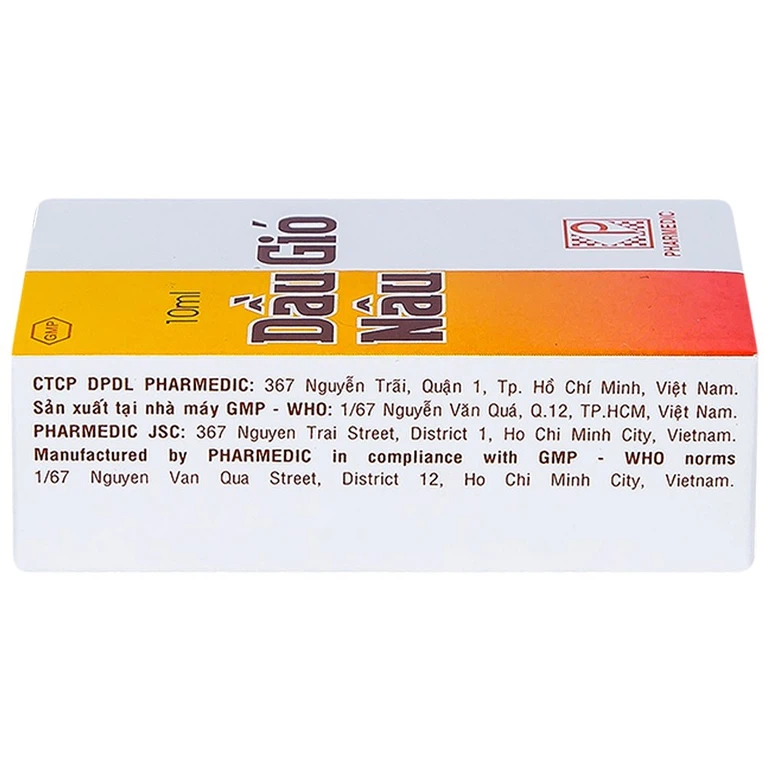 Dầu Gió
Nâu
10ml
GMP
PHARMEDIC
CTCP DPDL PHARMEDIC: 367 Nguyễn Trãi, Quận 1, Tp. Hồ Chí Minh, Việt Nam.
Sản xuất tại nhà máy GMP - WHO: 1/67 Nguyễn Văn Quá, Q.12, TP.HCM, Việt Nam.
PHARMEDIC JSC: 367 Nguyen Trai Street, District 1, Ho Chi Minh City, Vietnam.
Manufactured by PHARMEDIC in compliance with GMP - WHO norms
1/67 Nguyen Van Qua Street, District 12, Ho Chi Minh City, Vietnam.